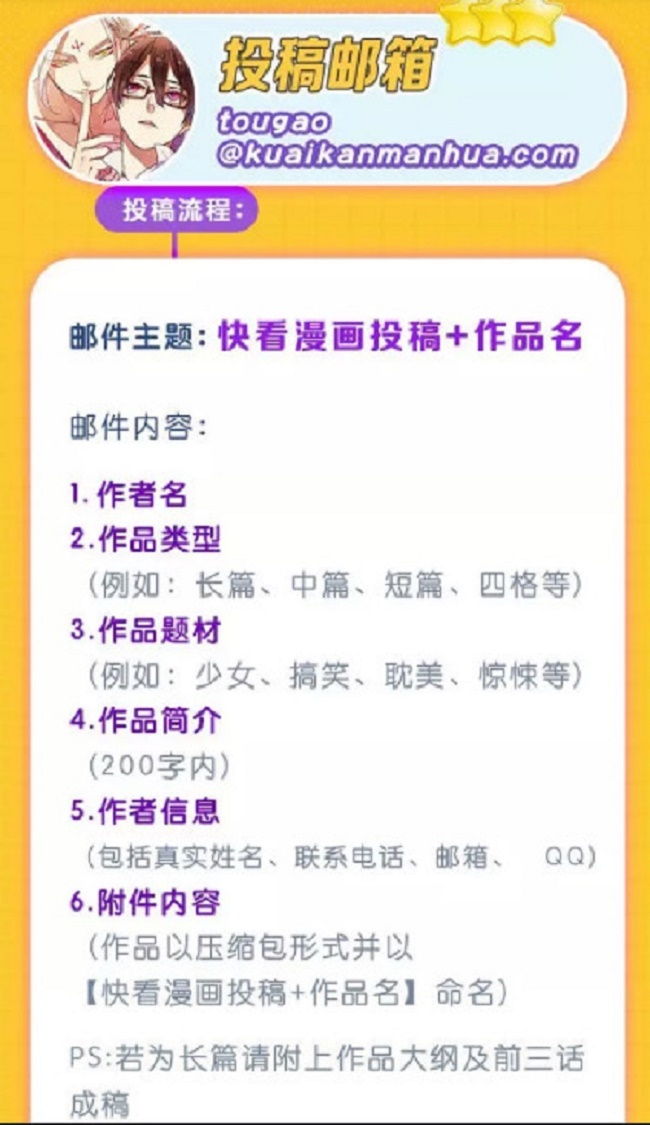 投稿邮箱
tougao
@kuaikanmanhua.com
投稿流程:
邮件主题:快看漫画投稿+作品名
邮件内容:
1.作者名
2.作品类型
(例如:长篇、中篇、短篇、四格等)
3.作品题材
(例如:少女、搞笑、耽美、惊悚等)
4.作品简介
(200字内)
5.作者信息
(包括真实姓名、联系电话、邮箱、 QQ)
6.附件内容
(作品以压缩包形式并以
【快看漫画投稿+作品名】命名)
PS:若为长篇请附上作品大纲及前三话
成稿